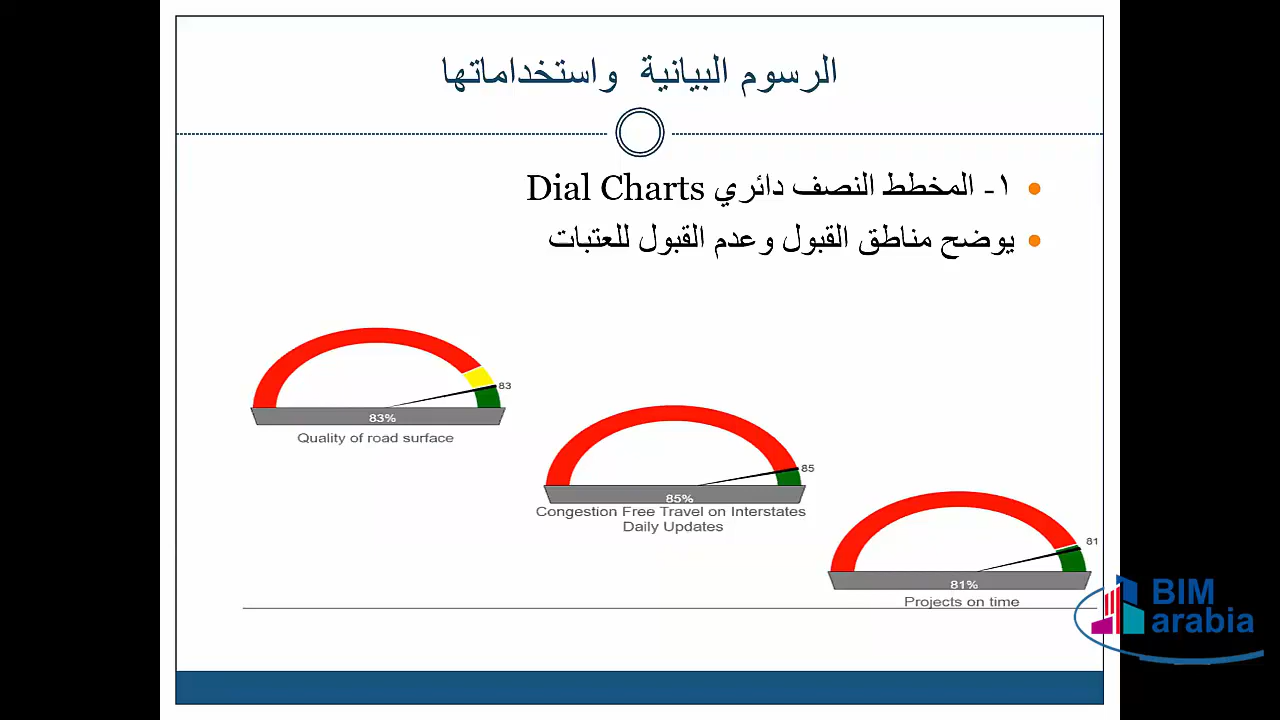 الرسوم البيانية واستخداماتها
١- المخطط النصف دائري Dial Charts
يوضح مناطق القبول وعدم القبول للعتبات
83
83%
Quality of road surface
85
85%
Congestion Free Travel on Interstates
Daily Updates
81
81%
Projects on time
BIM
arabia